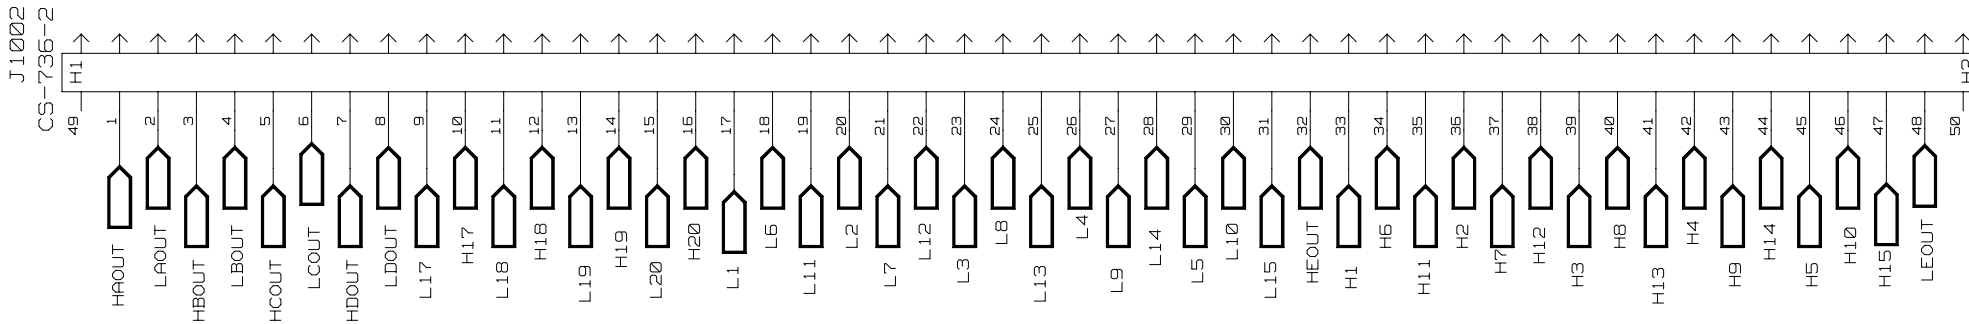 J1002
CS-736-2
H1
H2
49
1
2
3
4
5
6
7
8
9
10
11
12
13
14
15
16
17
18
19
20
21
22
23
24
25
26
27
28
29
30
31
32
33
34
35
36
37
38
39
40
41
42
43
44
45
46
47
48
50
HAOUT
LAOUT
HBOUT
LBOUT
HCOUT
LCOUT
HDOUT
LDOUT
L17
H17
L18
H18
L19
H19
L20
H20
L1
L6
L11
L2
L7
L12
L3
L8
L13
L4
L9
L14
L5
L10
L15
HEOUT
H1
H6
H11
H2
H7
H12
H3
H8
H13
H4
H9
H14
H5
H10
H15
LEOUT